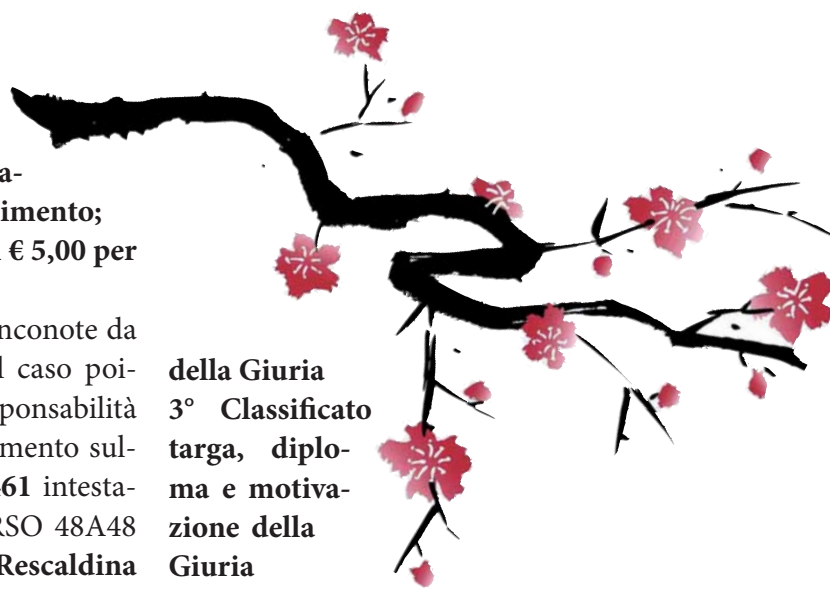 a-
imento;
€ 5,00 per
nconote da
l caso poi-
ponsabilità
mento sul-
461 intesta-
RSO 48A48
Rescaldina
della Giuria
3° Classificato
targa, diplo-
ma e motiva-
zione della
Giuria